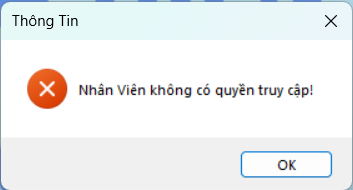 Thông Tin
Nhân Viên không có quyền truy cập!
OK